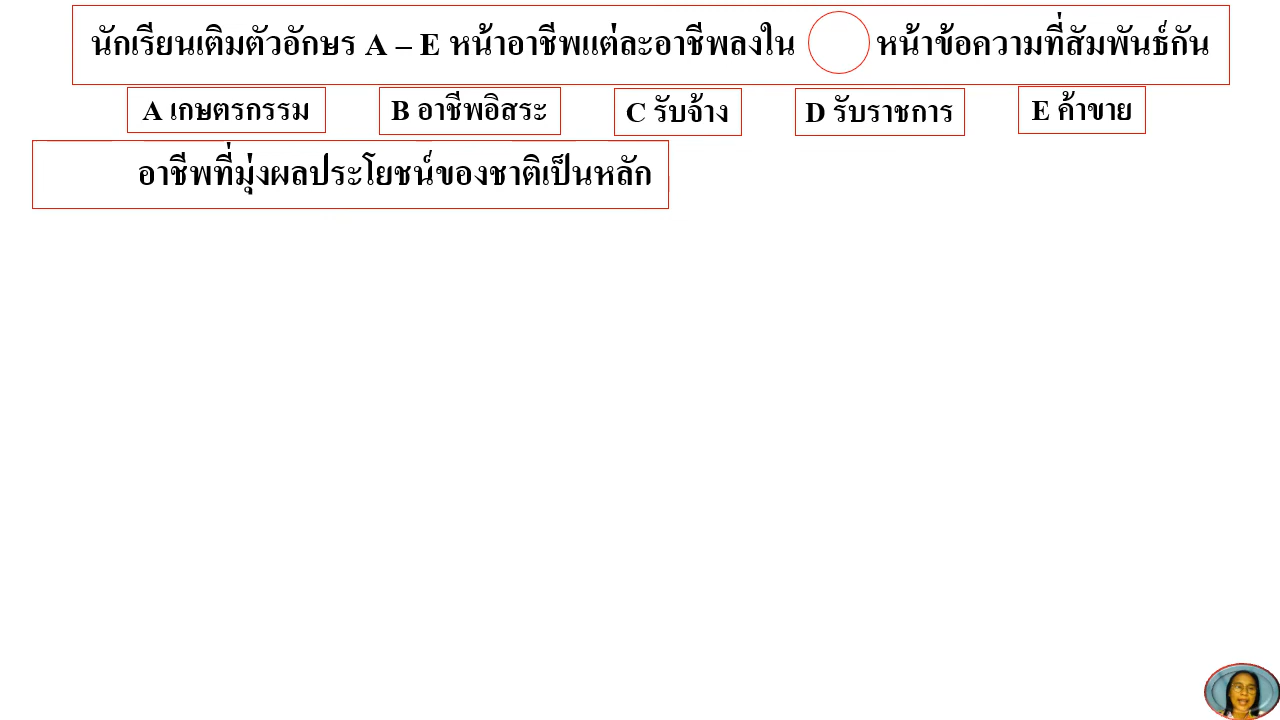 นักเรียนเติมตัวอักษร A – E หน้าอาชีพแต่ละอาชีพลงใน หน้าข้อความที่สัมพันธ์กัน
A เกษตรกรรม B อาชีพอิสระ C รับจ้าง D รับราชการ E ค้าขาย
อาชีพที่มุ่งผลประโยชน์ของชาติเป็นหลัก